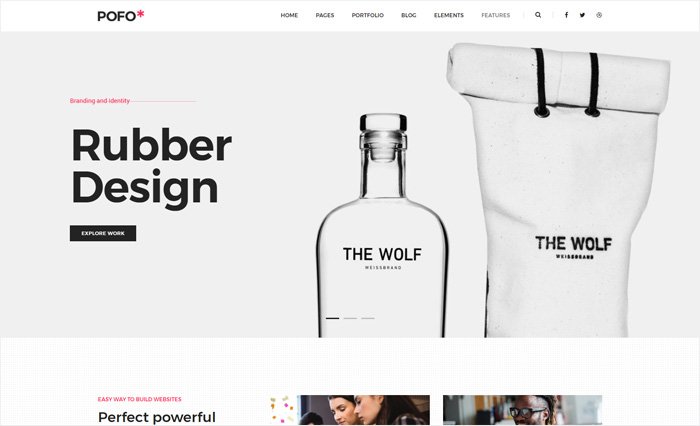 POFO*
HOME PAGES PORTFOLIO BLOG ELEMENTS FEATURES
Branding and Identity
Rubber
Design
EXPLORE WORK
THE WOLF
WEISSBRAND
THE WOLF
WEISSBRAND
EASY WAY TO BUILD WEBSITES
Perfect powerful